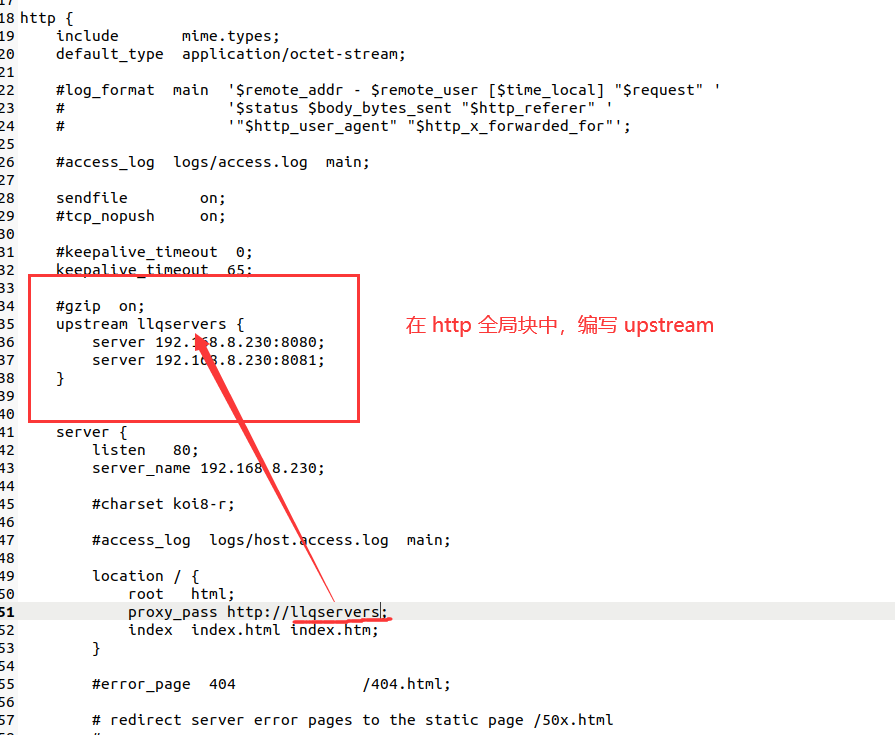 17
18 http {
19     include       mime.types;
20     default_type  application/octet-stream;
21
22     #log_format  main  '$remote_addr - $remote_user [$time_local] "$request" '
23     #                  '$status $body_bytes_sent "$http_referer" '
24     #                  '"$http_user_agent" "$http_x_forwarded_for"';
25
26     #access_log  logs/access.log  main;
27
28     sendfile        on;
29     #tcp_nopush     on;
30
31     #keepalive_timeout  0;
32     keepalive_timeout  65;
33
34     #gzip  on;
35     upstream llqservers {
在 http 全局块中，编写 upstream
36         server 192.168.8.230:8080;
37         server 192.168.8.230:8081;
38     }
39
40
41     server {
42         listen   80;
43         server_name 192.168.8.230;
44
45         #charset koi8-r;
46
47         #access_log  logs/host.access.log  main;
48
49         location / {
50             root   html;
51             proxy_pass http://llqservers;
52             index  index.html index.htm;
53         }
54
55         #error_page  404              /404.html;
56
57         # redirect server error pages to the static page /50x.html
58         #